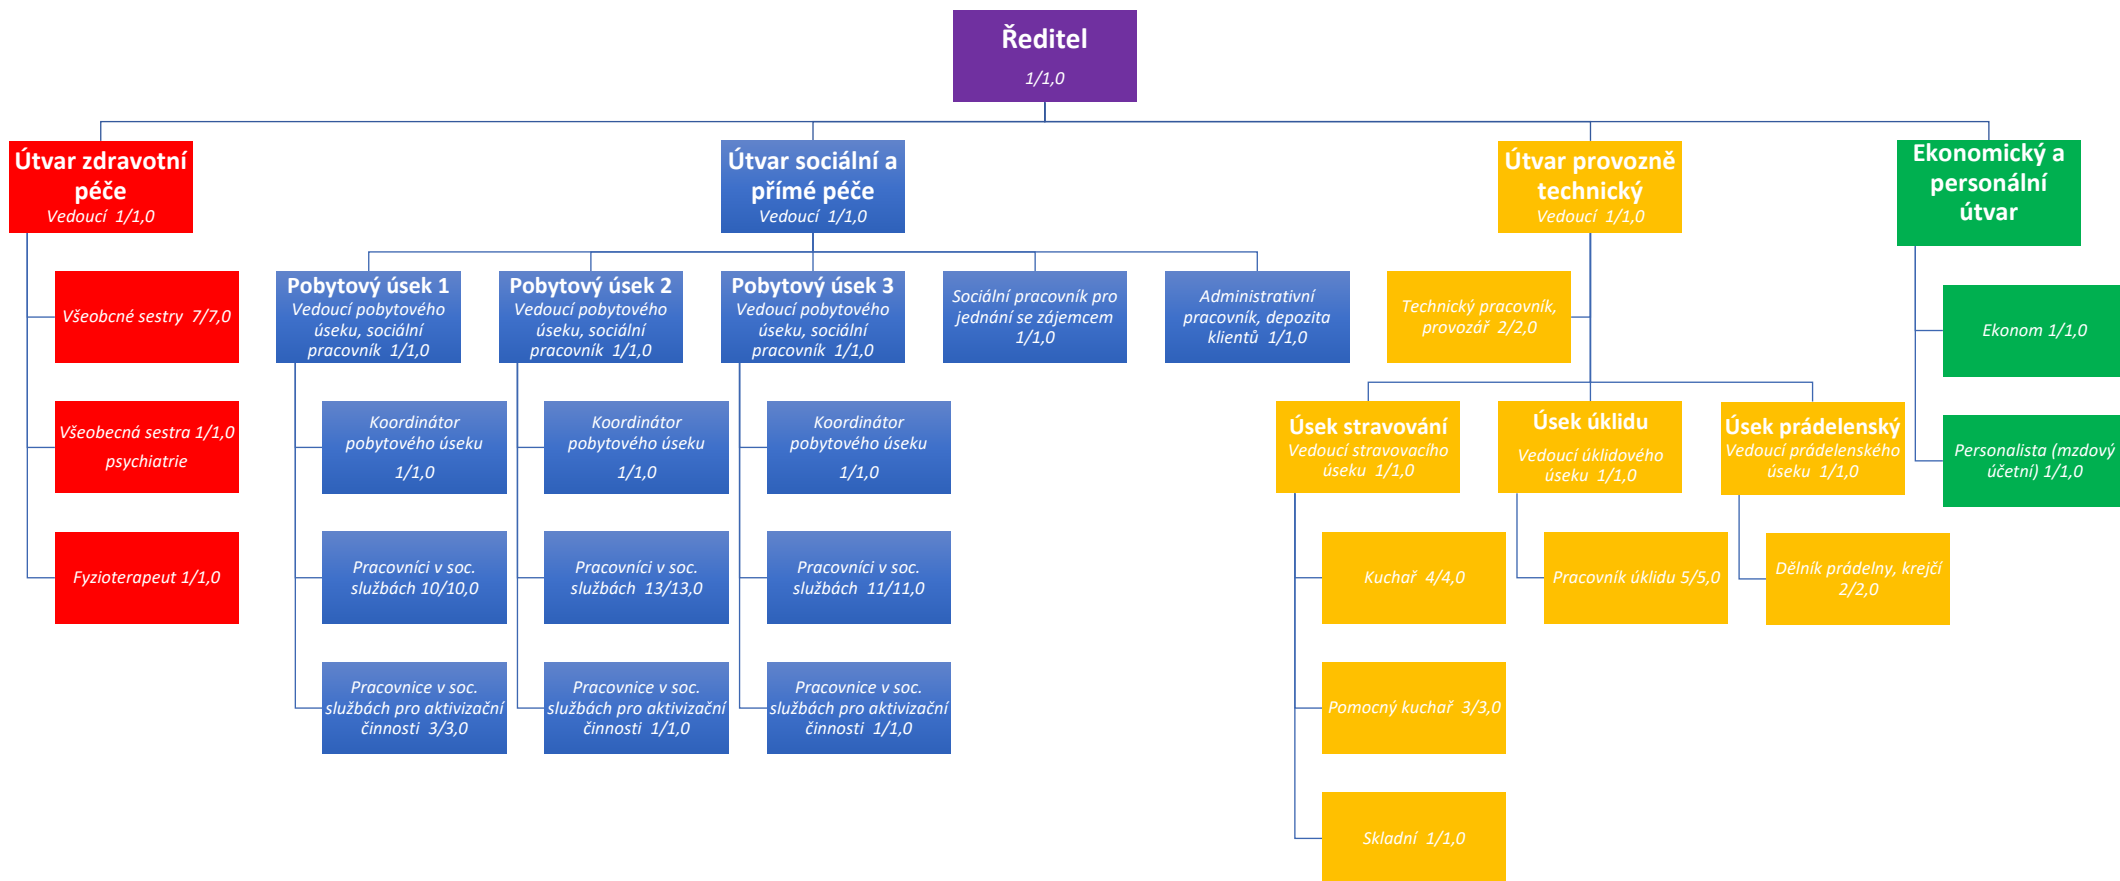 Ředitel
1/1,0
Útvar zdravotní
péče
Vedoucí 1/1,0
Všeobcné sestry 7/7,0
Všeobecná sestra 1/1,0
psychiatrie
Fyzioterapeut 1/1,0
Útvar sociální a
přímé péče
Vedoucí 1/1,0
Pobytový úsek 1
Vedoucí pobytového
úseku, sociální
pracovník 1/1,0
Koordinátor
pobytového úseku
1/1,0
Pracovníci v soc.
službách 10/10,0
Pracovnice v soc.
službách pro aktivizační
činnosti 3/3,0
Pobytový úsek 2
Vedoucí pobytového
úseku, sociální
pracovník 1/1,0
Koordinátor
pobytového úseku
1/1,0
Pracovníci v soc.
službách 13/13,0
Pracovnice v soc.
službách pro aktivizační
činnosti 1/1,0
Pobytový úsek 3
Vedoucí pobytového
úseku, sociální
pracovník 1/1,0
Koordinátor
pobytového úseku
1/1,0
Pracovníci v soc.
službách 11/11,0
Pracovnice v soc.
službách pro aktivizační
činnosti 1/1,0
Sociální pracovník pro
jednání se zájemcem
1/1,0
Administrativní
pracovník, depozita
klientů 1/1,0
Útvar provozně
technický
Vedoucí 1/1,0
Technický pracovník,
provozář 2/2,0
Úsek stravování
Vedoucí stravovacího
úseku 1/1,0
Kuchař 4/4,0
Pomocný kuchař 3/3,0
Skladní 1/1,0
Úsek úklidu
Vedoucí úklidového
úseku 1/1,0
Pracovník úklidu 5/5,0
Úsek prádelenský
Vedoucí prádelenského
úseku 1/1,0
Dělník prádelny, krejčí
2/2,0
Ekonomický a
personální
útvar
Ekonom 1/1,0
Personalista (mzdový
účetní) 1/1,0